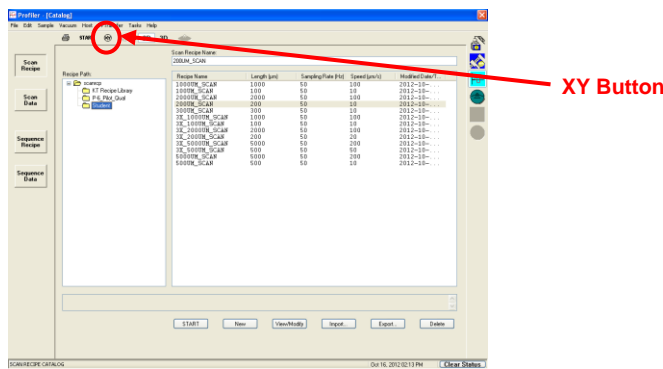 Profiler - [Catalog]
File Edit Sample Vacuum Host Transfer Tasks Help
START XY 3D
Scan Recipe Name:
200UM_SCAN
Scan Recipe
Scan Data
Sequence Recipe
Sequence Data
Recipe Path:
scanrcp
KT Recipe Library
P-6_Pilot_Qual
Student
Recipe Name Length (µm) Sampling Rate (Hz) Speed (µm/s) Modified Date/T...
1000UM_SCAN 1000 50 100 2012-10-...
100UM_SCAN 100 50 10 2012-10-...
2000UM_SCAN 2000 50 100 2012-10-...
200UM_SCAN 200 50 10 2012-10-...
300UM_SCAN 300 50 10 2012-10-...
3X_1000UM_SCAN 1000 50 100 2012-10-...
3X_100UM_SCAN 100 50 10 2012-10-...
3X_2000UM_SCAN 2000 50 100 2012-10-...
3X_200UM_SCAN 200 50 20 2012-10-...
3X_5000UM_SCAN 5000 50 200 2012-10-...
3X_500UM_SCAN 500 50 50 2012-10-...
5000UM_SCAN 5000 50 200 2012-10-...
500UM_SCAN 500 50 10 2012-10-...
START New View/Modify Import... Export... Delete
SCAN RECIPE CATALOG Oct 16, 2012 02:13 PM Clear Status
XY Button